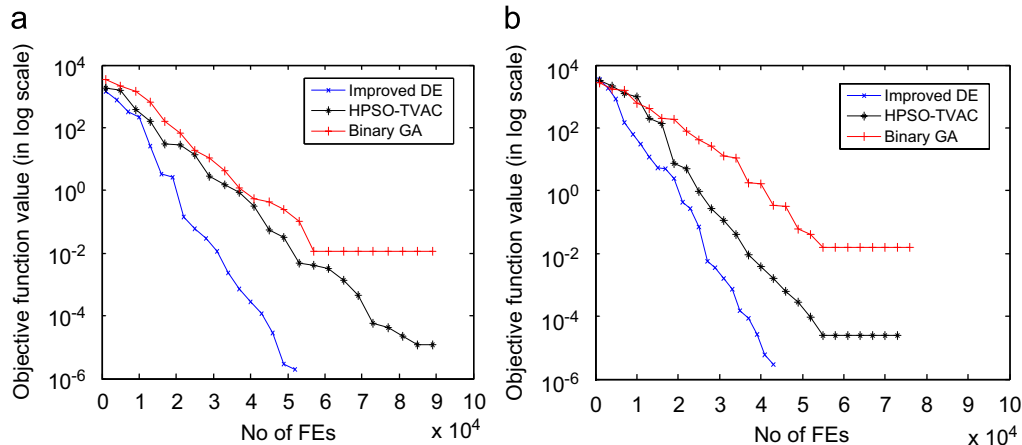 a
Objective function value (in log scale)
10^4
10^2
10^0
10^-2
10^-4
10^-6
Improved DE
HPSO-TVAC
Binary GA
0 1 2 3 4 5 6 7 8 9 10
No of FEs
x 10^4
b
Objective function value (in log scale)
10^4
10^2
10^0
10^-2
10^-4
10^-6
Improved DE
HPSO-TVAC
Binary GA
0 1 2 3 4 5 6 7 8 9 10
No of FEs
x 10^4